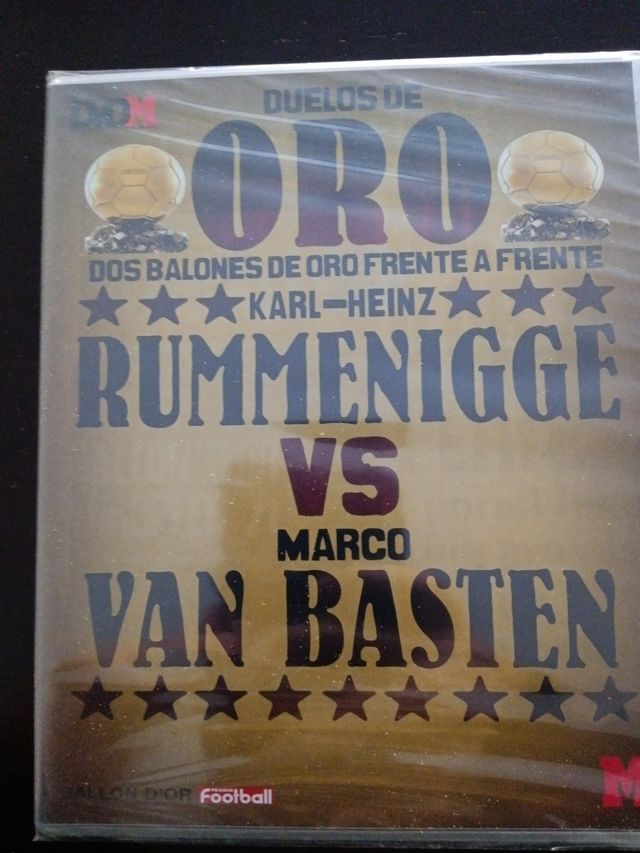 DUELOS DE
ORO
DOS BALONES DE ORO FRENTE A FRENTE
KARL-HEINZ
RUMMENIGGE
VS
MARCO
VAN BASTEN
BALLON D'OR FRANCE Football
M